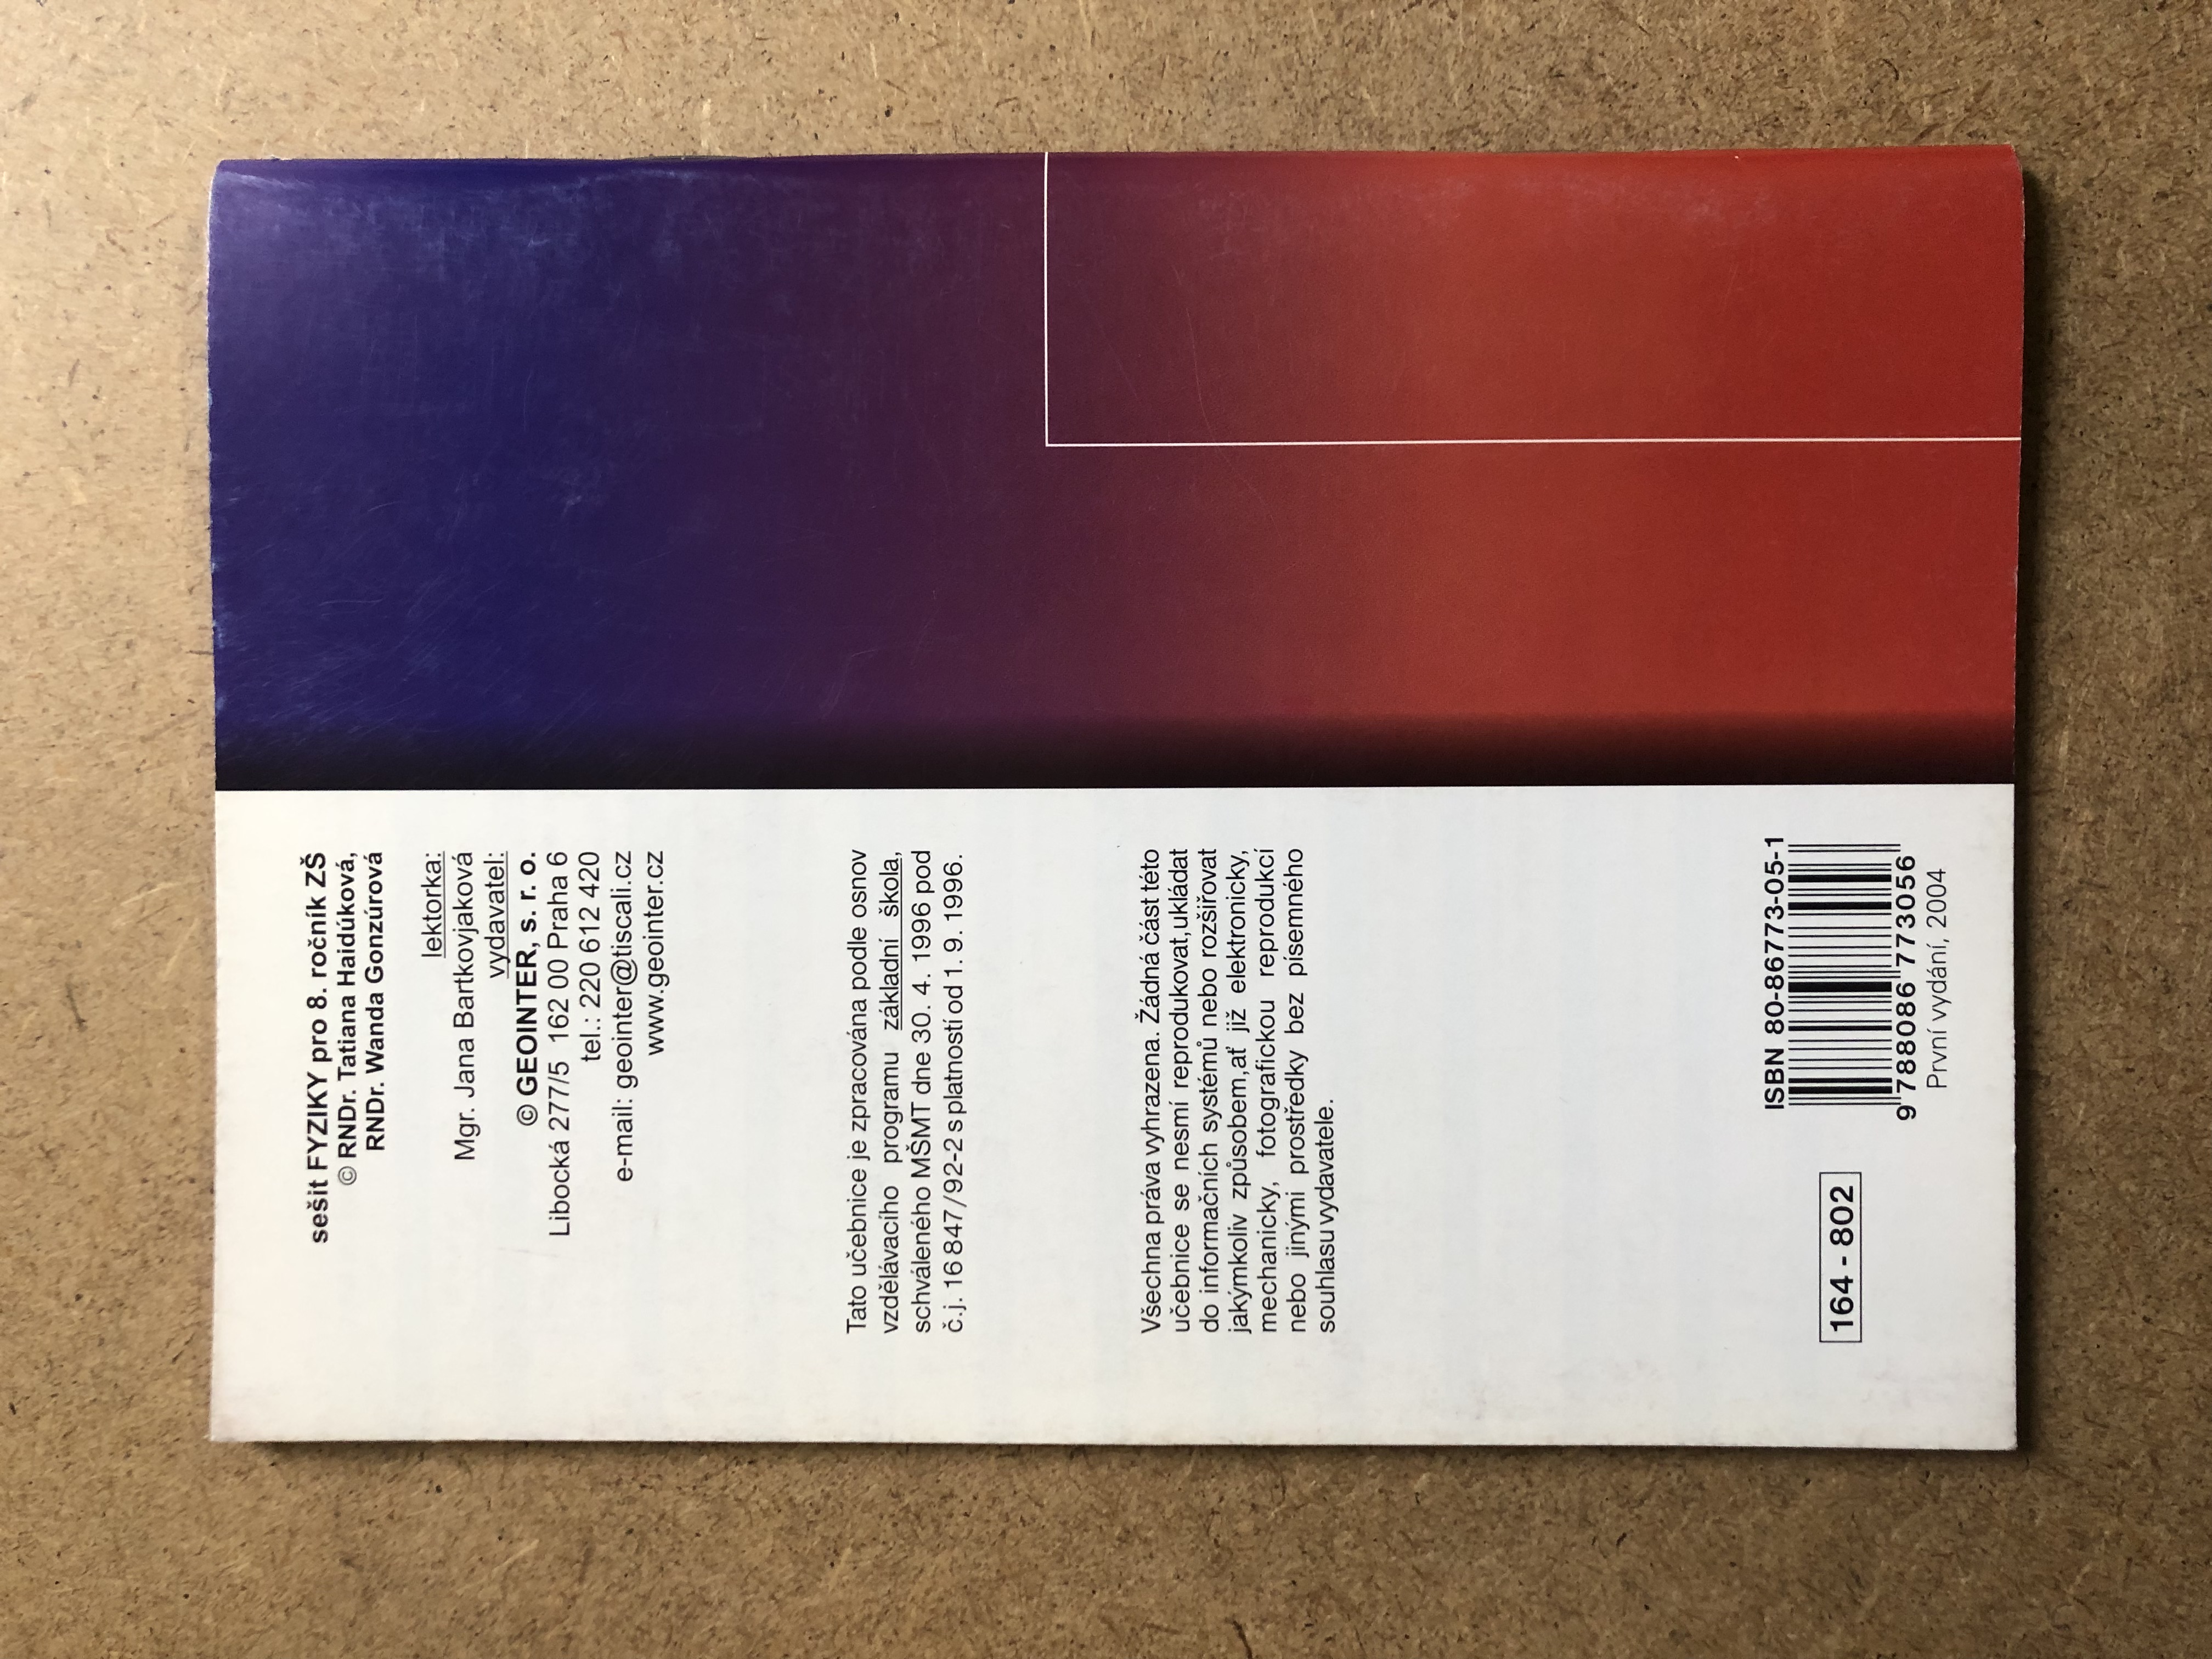 sešit FYZIKY pro 8. ročník ZŠ
© RNDr. Tatiana Haidúková,
RNDr. Wanda Gonzúrová
lektorka:
Mgr. Jana Bartkovjaková
vydavatel:
© GEOINTER, s. r. o.
Libocká 277/5 162 00 Praha 6
tel.: 220 612 420
e-mail: geointer@tiscali.cz
www.geointer.cz
Tato učebnice je zpracována podle osnov
vzdělávacího programu základní škola,
schváleného MŠMT dne 30. 4. 1996 pod
č.j. 16 847/92-2 s platností od 1. 9. 1996.
Všechna práva vyhrazena. Žádná část této
učebnice se nesmí reprodukovat,ukládat
do informačních systémů nebo rozšiřovat
jakýmkoliv způsobem,ať již elektronicky,
mechanicky, fotografickou reprodukcí
nebo jinými prostředky bez písemného
souhlasu vydavatele.
164 - 802
ISBN 80-86773-05-1
9 788086 773056
První vydání, 2004